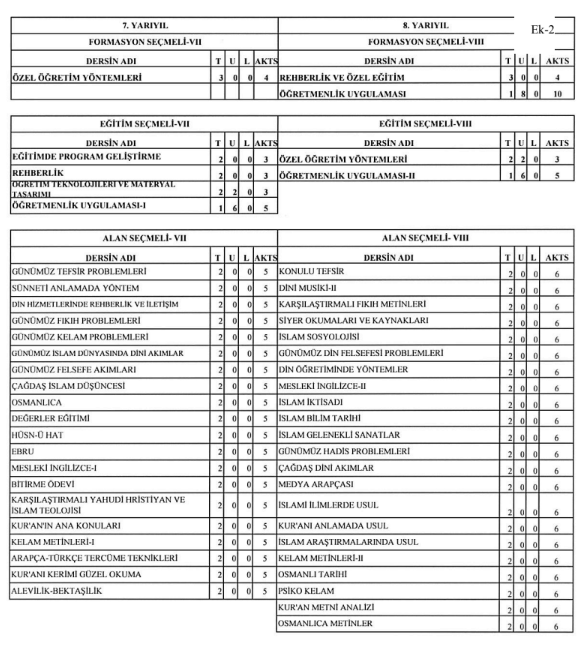 Ek-2
7. YARIYIL 8. YARIYIL
FORMASYON SEÇMELİ-VII FORMASYON SEÇMELİ-VIII
DERSİN ADI T U L AKTS DERSİN ADI T U L AKTS
ÖZEL ÖĞRETİM YÖNTEMLERİ 3 0 0 4 REHBERLİK VE ÖZEL EĞİTİM 3 0 0 4
ÖĞRETMENLİK UYGULAMASI 1 8 0 10
EĞİTİM SEÇMELİ-VII EĞİTİM SEÇMELİ-VIII
DERSİN ADI T U L AKTS DERSİN ADI T U L AKTS
EĞİTİMDE PROGRAM GELİŞTİRME 2 0 0 3 ÖZEL ÖĞRETİM YÖNTEMLERİ 2 2 0 3
REHBERLİK 2 0 0 3 ÖĞRETMENLİK UYGULAMASI-II 1 6 0 5
ÖĞRETİM TEKNOLOJİLERİ VE MATERYAL
TASARIMI 2 2 0 3
ÖĞRETMENLİK UYGULAMASI-I 1 6 0 5
ALAN SEÇMELİ- VII ALAN SEÇMELİ- VIII
DERSİN ADI T U L AKTS DERSİN ADI T U L AKTS
GÜNÜMÜZ TEFSİR PROBLEMLERİ 2 0 0 5 KONULU TEFSİR 2 0 0 6
SÜNNETİ ANLAMADA YÖNTEM 2 0 0 5 DİNİ MUSİKİ-II 2 0 0 6
DİN HİZMETLERİNDE REHBERLİK VE İLETİŞİM 2 0 0 5 KARŞILAŞTIRMALI FIKIH METİNLERİ 2 0 0 6
GÜNÜMÜZ FIKIH PROBLEMLERİ 2 0 0 5 SİYER OKUMALARI VE KAYNAKLARI 2 0 0 6
GÜNÜMÜZ KELAM PROBLEMLERİ 2 0 0 5 İSLAM SOSYOLOJİSİ 2 0 0 6
GÜNÜMÜZ İSLAM DÜNYASINDA DİNİ AKIMLAR 2 0 0 5 GÜNÜMÜZ DİN FELSEFESİ PROBLEMLERİ 2 0 0 6
GÜNÜMÜZ FELSEFE AKIMLARI 2 0 0 5 DİN ÖĞRETİMİNDE YÖNTEMLER 2 0 0 6
ÇAĞDAŞ İSLAM DÜŞÜNCESİ 2 0 0 5 MESLEKİ İNGİLİZCE-II 2 0 0 6
OSMANLICA 2 0 0 5 İSLAM İKTİSADI 2 0 0 6
DEĞERLER EĞİTİMİ 2 0 0 5 İSLAM BİLİM TARİHİ 2 0 0 6
HÜSN-Ü HAT 2 0 0 5 İSLAM GELENEKLİ SANATLAR 2 0 0 6
EBRU 2 0 0 5 GÜNÜMÜZ HADİS PROBLEMLERİ 2 0 0 6
MESLEKİ İNGİLİZCE-I 2 0 0 5 ÇAĞDAŞ DİNİ AKIMLAR 2 0 0 6
BİTİRME ÖDEVİ 2 0 0 5 MEDYA ARAPÇASI 2 0 0 6
KARŞILAŞTIRMALI YAHUDİ HRİSTİYAN VE
İSLAM TEOLOJİSİ 2 0 0 5 İSLAMİ İLİMLERDE USUL 2 0 0 6
KUR'AN'IN ANA KONULARI 2 0 0 5 KUR'ANI ANLAMADA USUL 2 0 0 6
KELAM METİNLERİ-I 2 0 0 5 İSLAM ARAŞTIRMALARINDA USUL 2 0 0 6
ARAPÇA-TÜRKÇE TERCÜME TEKNİKLERİ 2 0 0 5 KELAM METİNLERİ-II 2 0 0 6
KUR'ANI KERİMİ GÜZEL OKUMA 2 0 0 5 OSMANLI TARİHİ 2 0 0 6
ALEVİLİK-BEKTAŞİLİK 2 0 0 5 PSİKO KELAM 2 0 0 6
KUR'AN METNİ ANALİZİ 2 0 0 6
OSMANLICA METİNLER 2 0 0 6